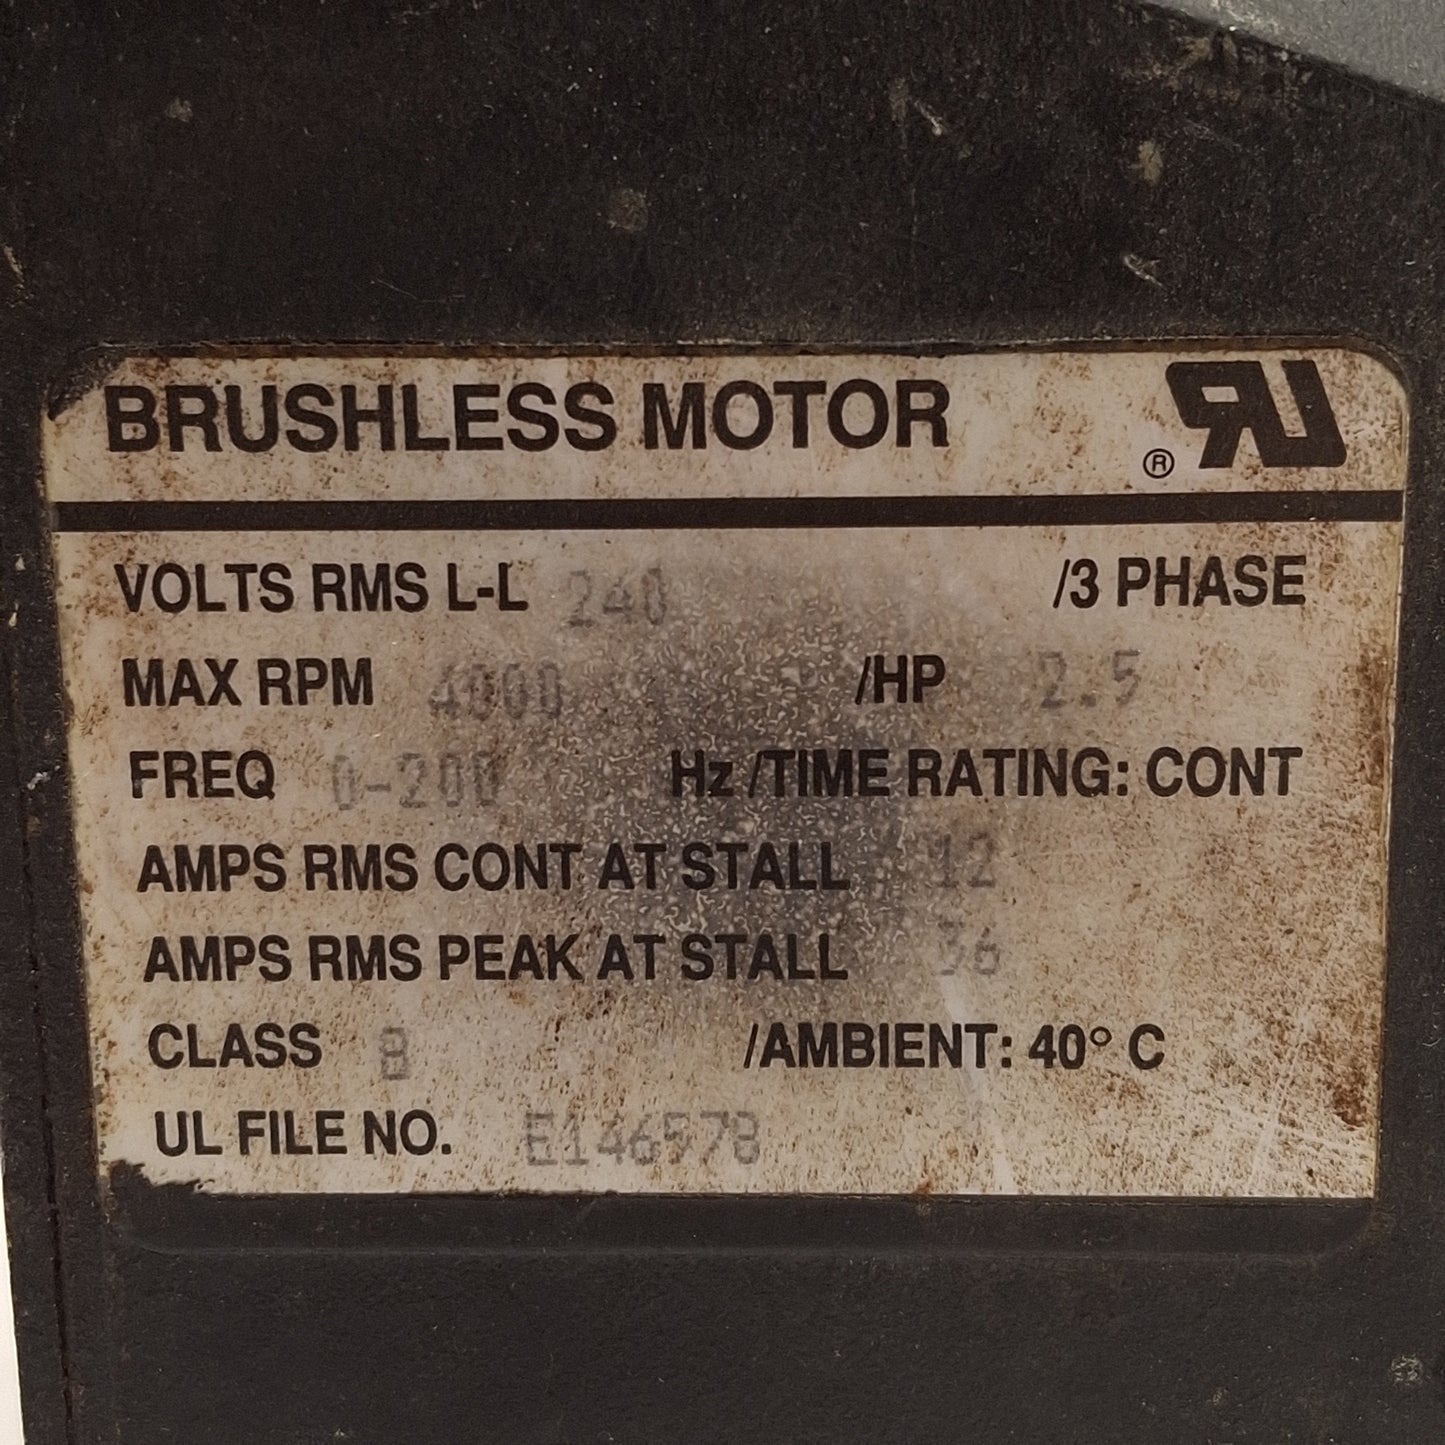 BRUSHLESS MOTOR ® RU
VOLTS RMS L-L 240 /3 PHASE
MAX RPM 4000 /HP 2.5
FREQ 0-200 Hz /TIME RATING: CONT
AMPS RMS CONT AT STALL 12
AMPS RMS PEAK AT STALL 36
CLASS B /AMBIENT: 40° C
UL FILE NO. E146578